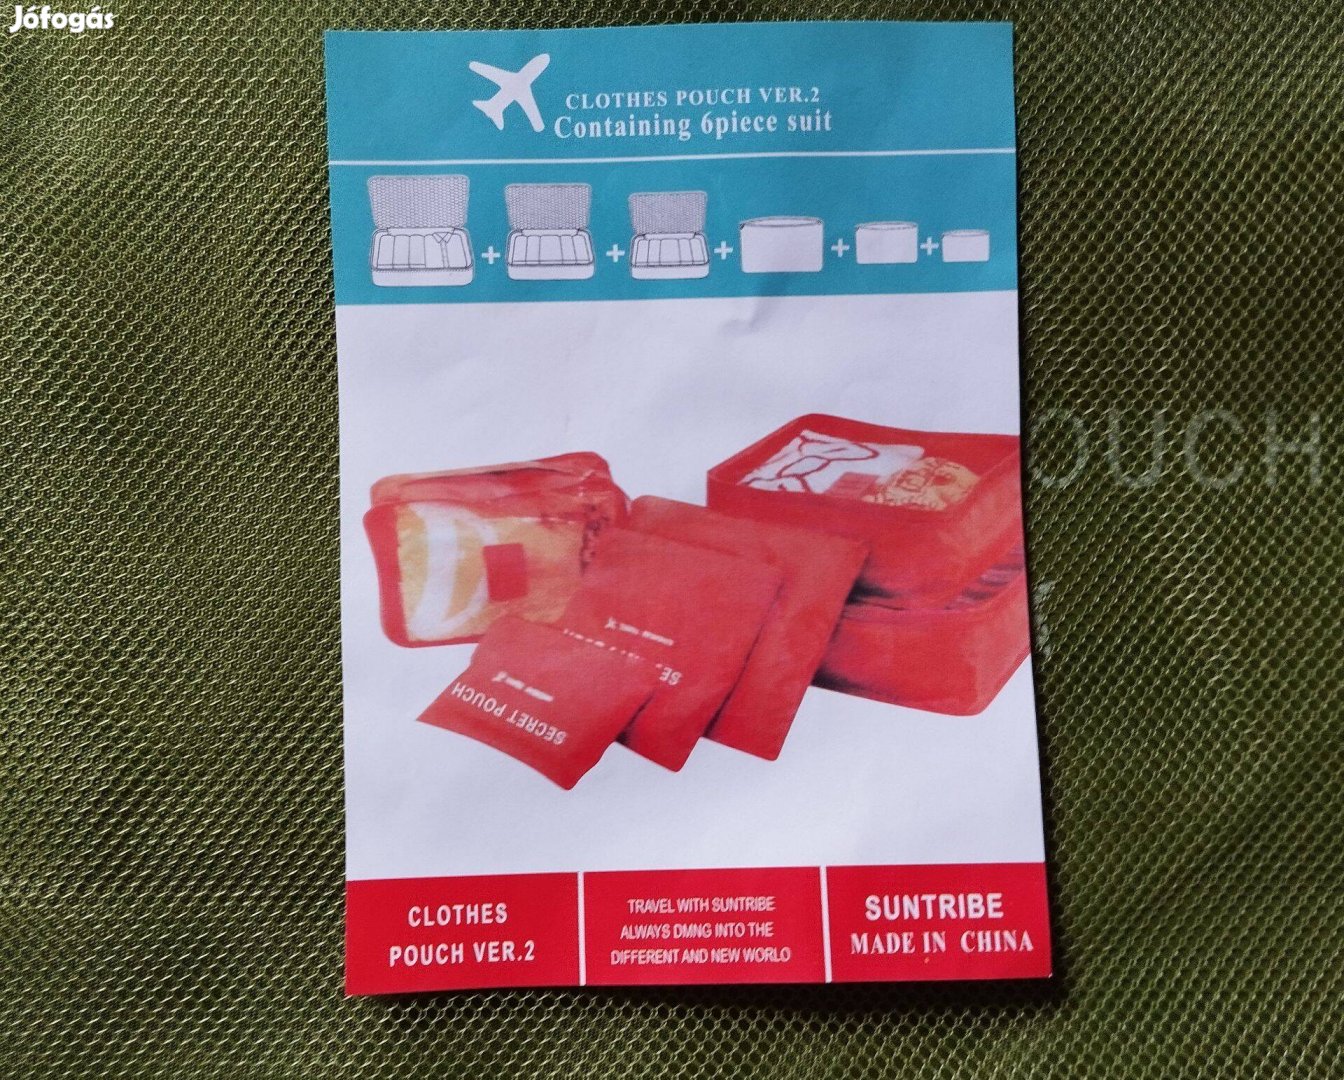 Jófogás
CLOTHES POUCH VER.2
Containing 6piece suit
+ + + + +
OUCH
SECRET POUCH
SE
CLOTHES
POUCH VER.2
TRAVEL WITH SUNTRIBE
ALWAYS DMNG INTO THE
DIFFERENT AND NEW WORLO
SUNTRIBE
MADE IN CHINA